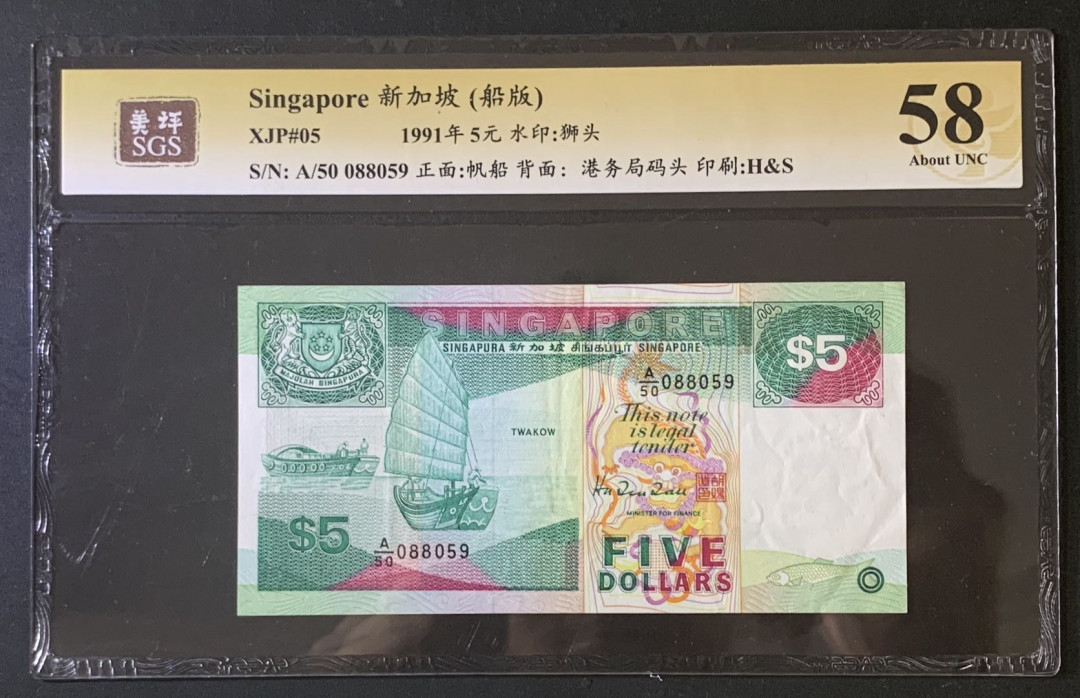 美评
SGS
Singapore 新加坡 (船版)
XJP#05 1991年 5元 水印:狮头
S/N: A/50 088059 正面:帆船 背面: 港务局码头 印刷:H&S
58
About UNC
SINGAPORE
SINGAPURA 新加坡 சிங்கப்பூர் SINGAPORE
MAJULAH SINGAPURA
$5
A/50 088059
This note
is legal
tender
TWAKOW
MINISTER FOR FINANCE
$5
A/50 088059
FIVE
DOLLARS